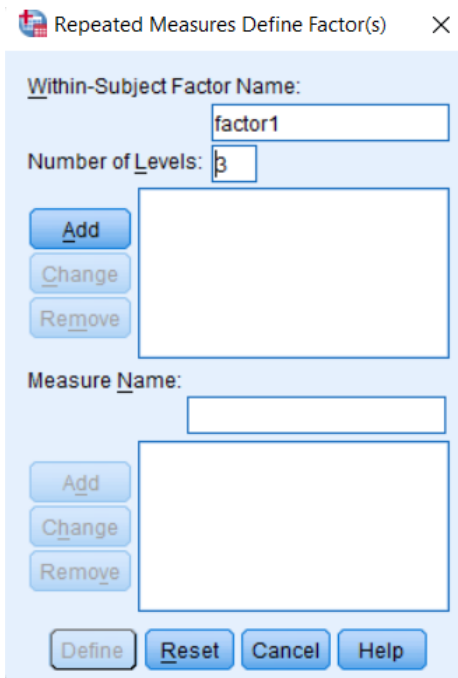 Repeated Measures Define Factor(s)
Within-Subject Factor Name:
factor1
Number of Levels: 3
Add
Change
Remove
Measure Name:
Add
Change
Remove
Define Reset Cancel Help